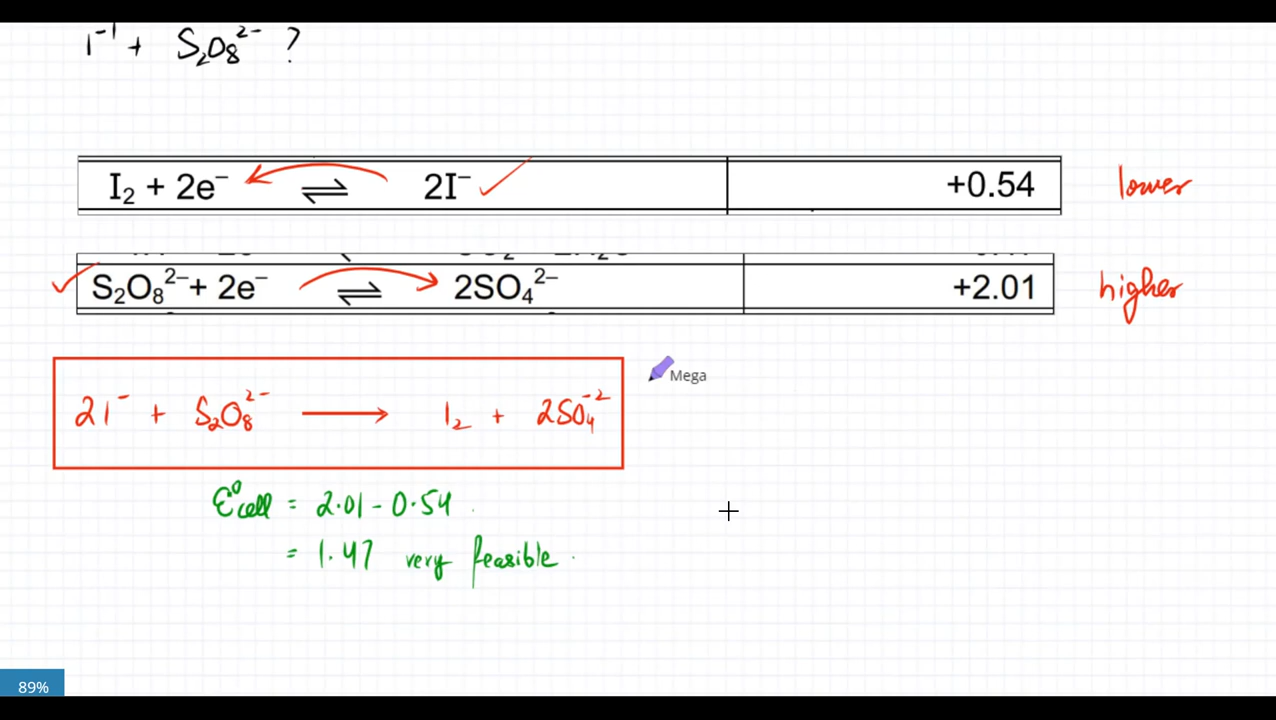 I⁻¹ + S₂O₈²⁻ ?
I₂ + 2e⁻ ⇌ 2I⁻ +0.54 lower
S₂O₈²⁻ + 2e⁻ ⇌ 2SO₄²⁻ +2.01 higher
Mega
2I⁻ + S₂O₈²⁻ → I₂ + 2SO₄⁻²
E⁰cell = 2.01 - 0.54
= 1.47 very feasible.
89%